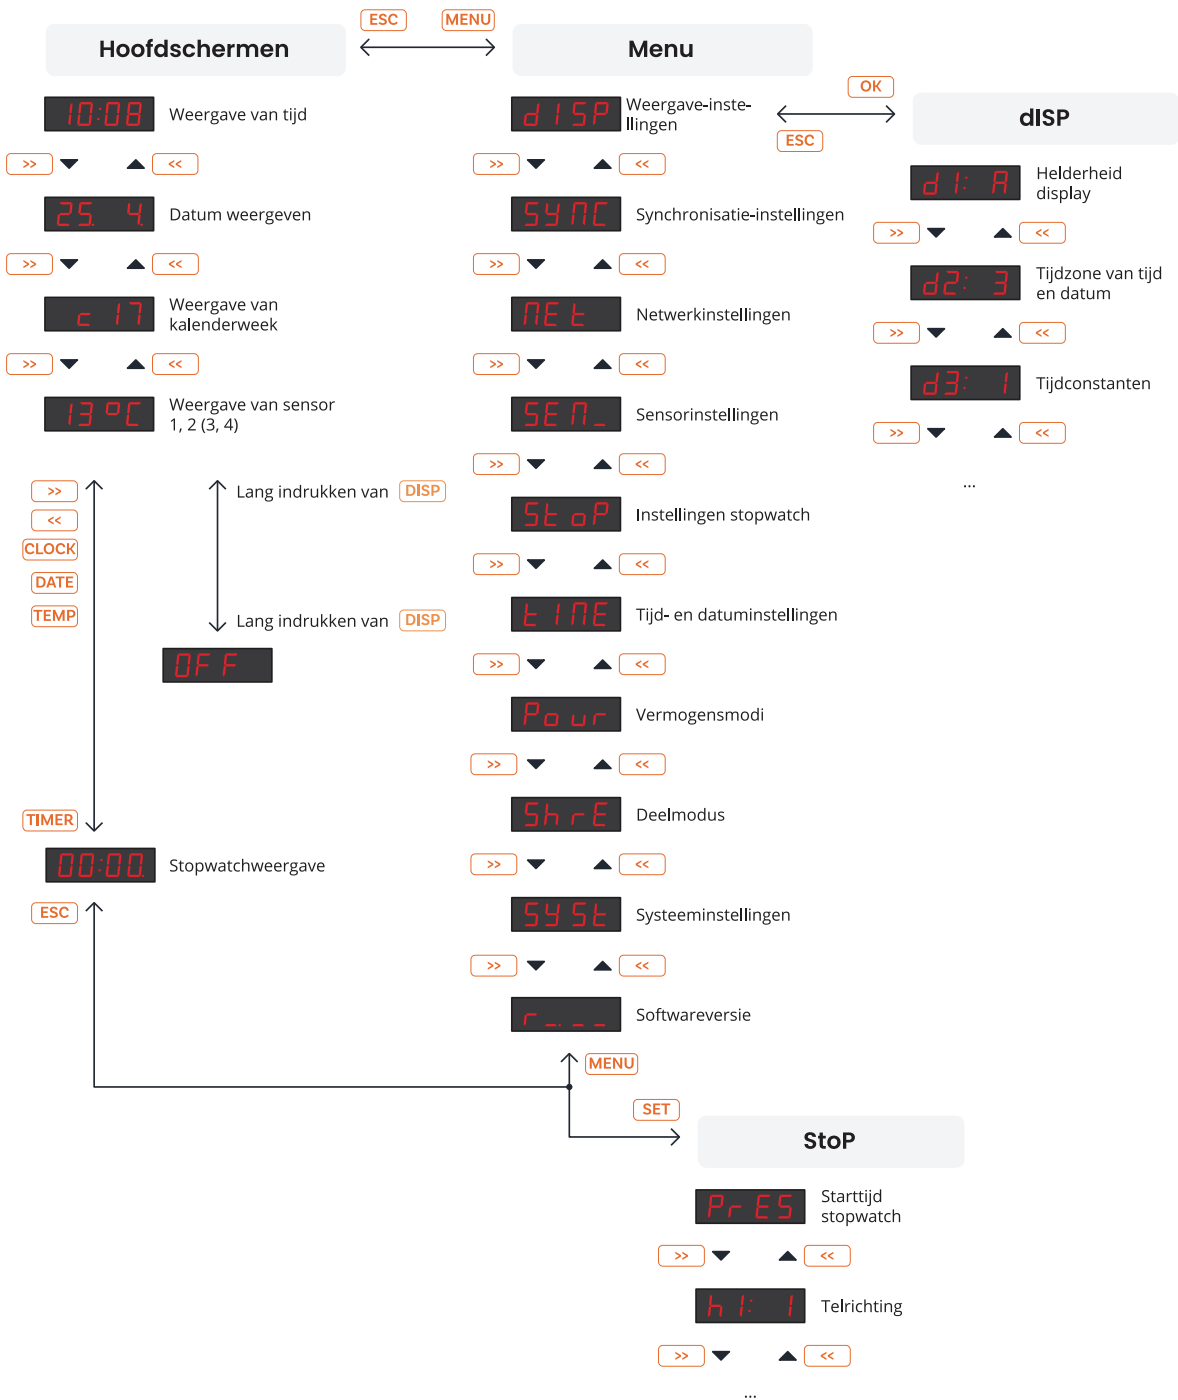 ESC
MENU
Hoofdschermen
Menu
10:08
Weergave van tijd
>>
<<
25. 4.
Datum weergeven
>>
<<
c 17
Weergave van
kalenderweek
>>
<<
13 °C
Weergave van sensor
1, 2 (3, 4)
>>
<<
CLOCK
DATE
TEMP
Lang indrukken van DISP
Lang indrukken van DISP
OFF
TIMER
00:00.
Stopwatchweergave
ESC
dISP
Weergave-inste-
llingen
>>
<<
SYNC
Synchronisatie-instellingen
>>
<<
NEt
Netwerkinstellingen
>>
<<
SEN_
Sensorinstellingen
>>
<<
StoP
Instellingen stopwatch
>>
<<
tIME
Tijd- en datuminstellingen
>>
<<
Pour
Vermogensmodi
>>
<<
ShrE
Deelmodus
>>
<<
SYSt
Systeeminstellingen
>>
<<
r _._ _
Softwareversie
MENU
OK
ESC
dISP
d1: A
Helderheid
display
>>
<<
d2: 3
Tijdzone van tijd
en datum
>>
<<
d3: 1
Tijdconstanten
>>
<<
...
SET
StoP
PrES
Starttijd
stopwatch
>>
<<
h1: 1
Telrichting
>>
<<
...